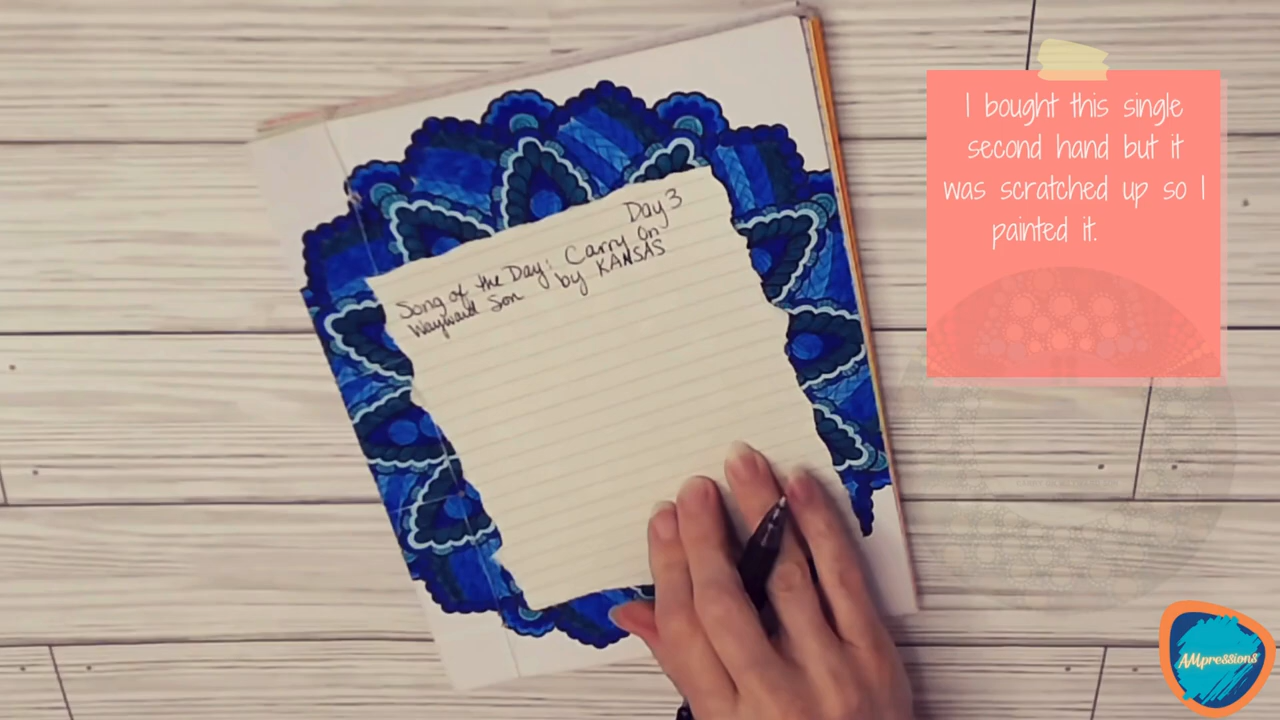 Day 3
Song of the Day: Carry On
Wayward Son by KANSAS
I bought this single
second hand but it
was scratched up so I
painted it.
AMpressions